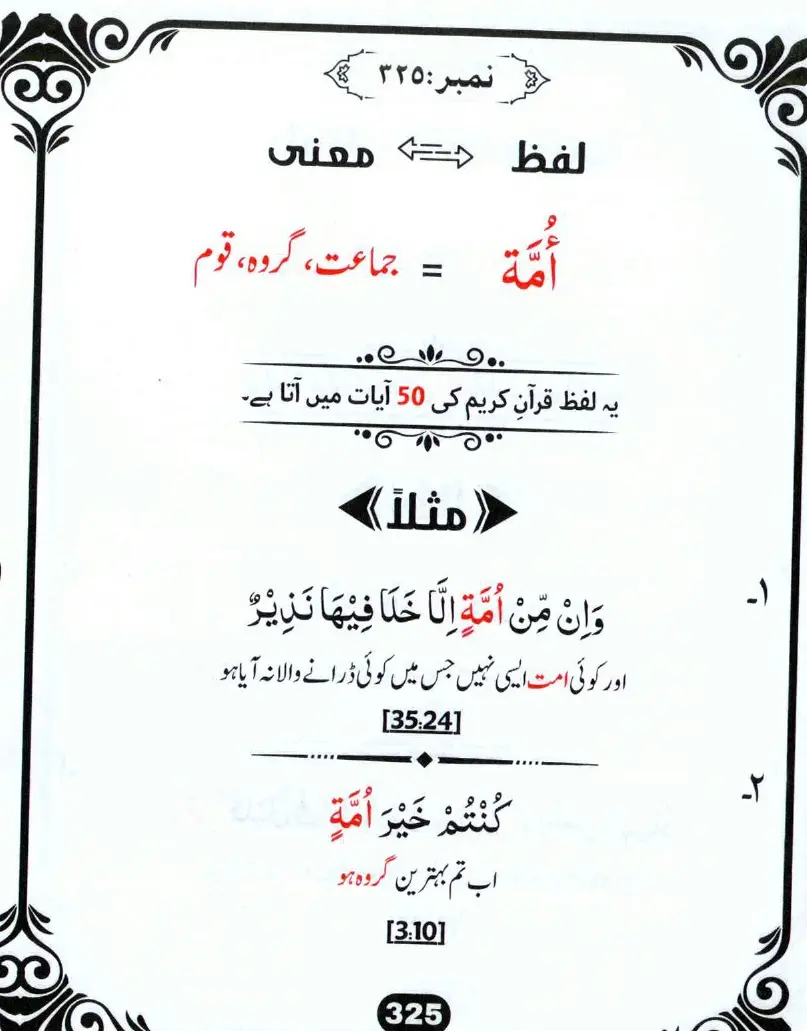 نمبر:۳۲۵
لفظ معنی
أُمَّة = جماعت، گروہ، قوم
یہ لفظ قرآنِ کریم کی 50 آیات میں آتا ہے۔
مثلاً
۱۔
وَاِنْ مِّنْ اُمَّةٍ اِلَّا خَلَا فِيْهَا نَذِيْرٌ
اور کوئی امت ایسی نہیں جس میں کوئی ڈرانے والا نہ آیا ہو
[35:24]
۲۔
كُنْتُمْ خَيْرَ اُمَّةٍ
اب تم بہترین گروہ ہو
[3:10]
325